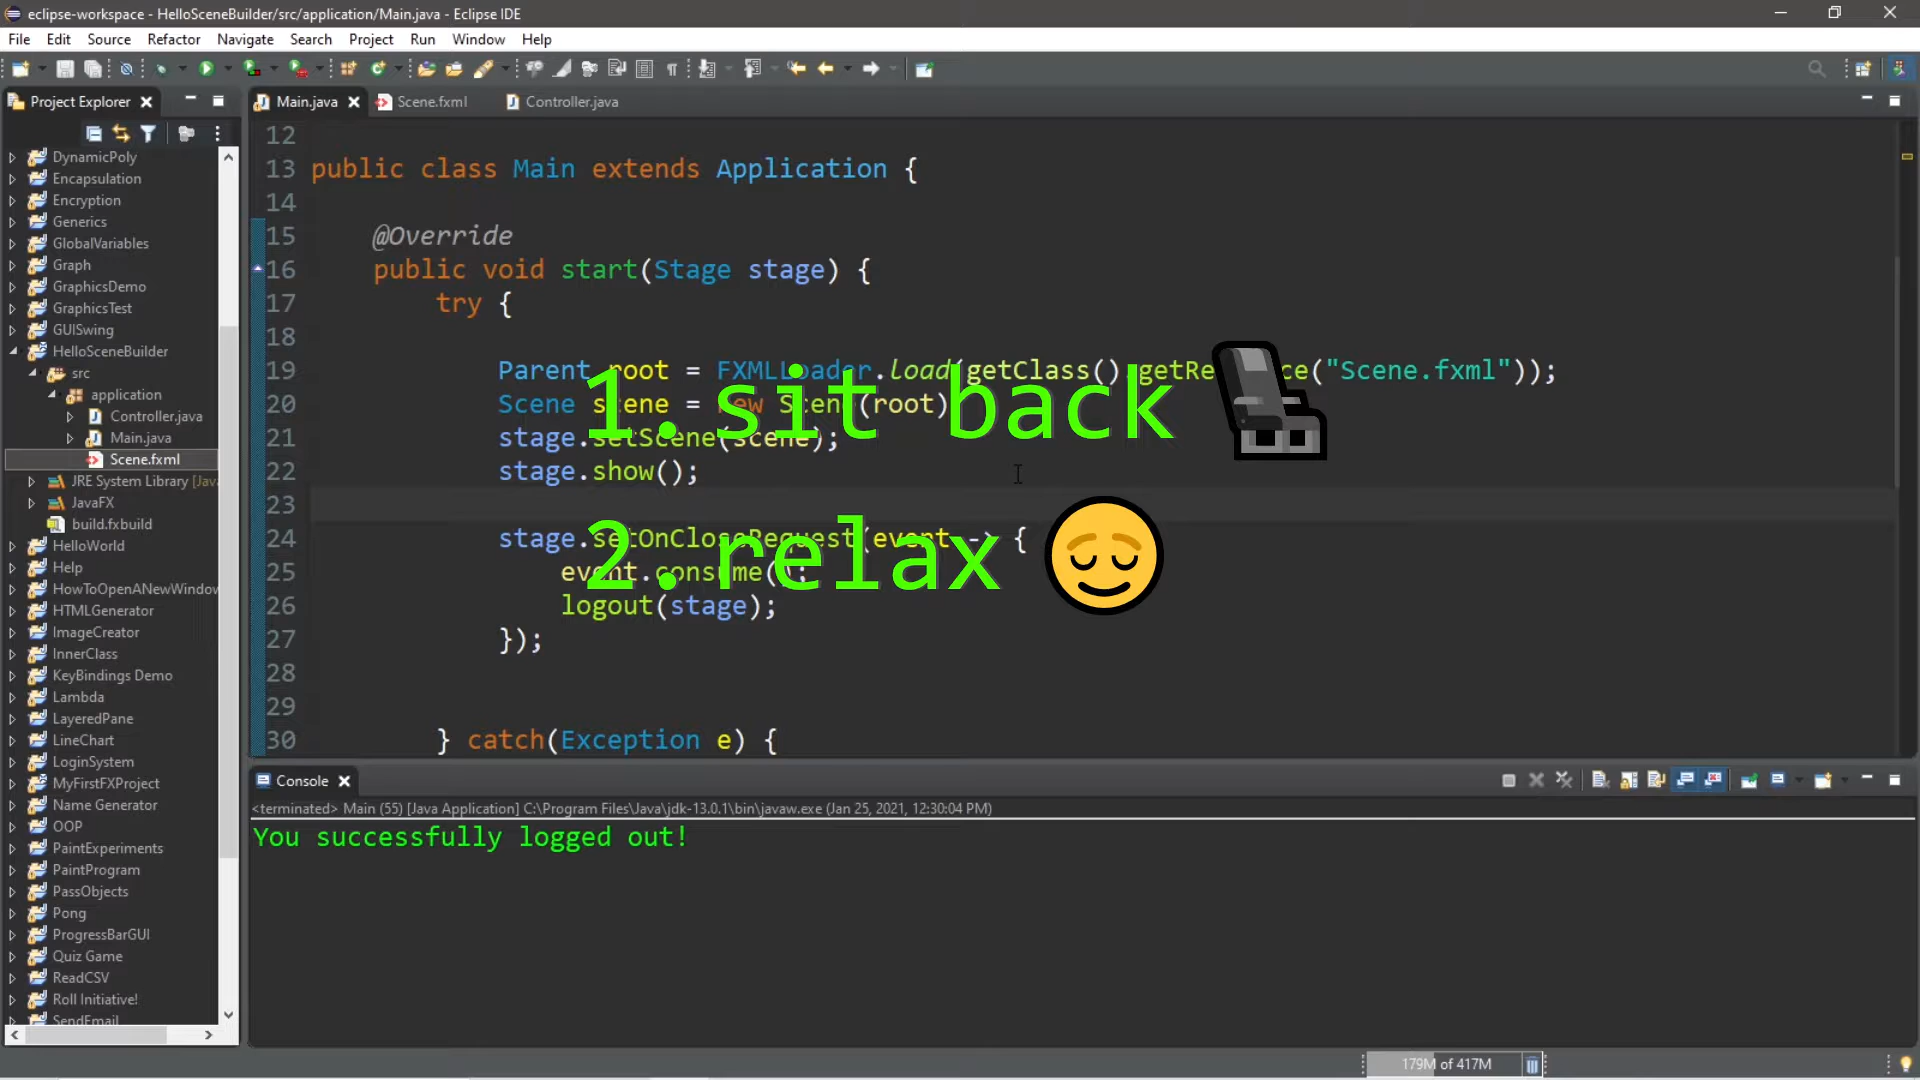 eclipse-workspace - HelloSceneBuilder/src/application/Main.java - Eclipse IDE
File Edit Source Refactor Navigate Search Project Run Window Help
Project Explorer
Main.java
Scene.fxml
Controller.java
DynamicPoly
Encapsulation
Encryption
Generics
GlobalVariables
Graph
GraphicsDemo
GraphicsTest
GUISwing
HelloSceneBuilder
src
application
Controller.java
Main.java
Scene.fxml
JRE System Library [Jav
JavaFX
build.fxbuild
HelloWorld
Help
HowToOpenANewWindow
HTMLGenerator
ImageCreator
InnerClass
KeyBindings Demo
Lambda
LayeredPane
LineChart
LoginSystem
MyFirstFXProject
Name Generator
OOP
PaintExperiments
PaintProgram
PassObjects
Pong
ProgressBarGUI
Quiz Game
ReadCSV
Roll Initiative!
SendEmail
12
13 public class Main extends Application {
14
15 @Override
16 public void start(Stage stage) {
17 try {
18
19 Parent root = FXMLLoader.load(getClass().getRe ce("Scene.fxml"));
20 Scene scene = new Scene(root)
21 stage.setScene(scene);
22 stage.show();
23
24 stage.setOnCloseRequest(event -> {
25 event.consume();
26 logout(stage);
27 });
28
29
30 } catch(Exception e) {
1.sit back
2.relax
Console
<terminated> Main (55) [Java Application] C:\Program Files\Java\jdk-13.0.1\bin\javaw.exe (Jan 25, 2021, 12:30:04 PM)
You successfully logged out!
179M of 417M